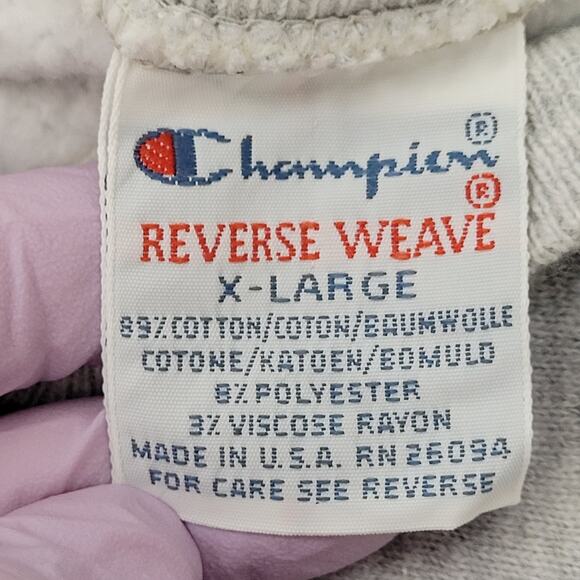 Champion®
REVERSE WEAVE®
X-LARGE
89% COTTON/COTON/BAUMWOLLE
COTONE/KATOEN/BOMULD
8% POLYESTER
3% VISCOSE RAYON
MADE IN U.S.A. RN 26094
FOR CARE SEE REVERSE